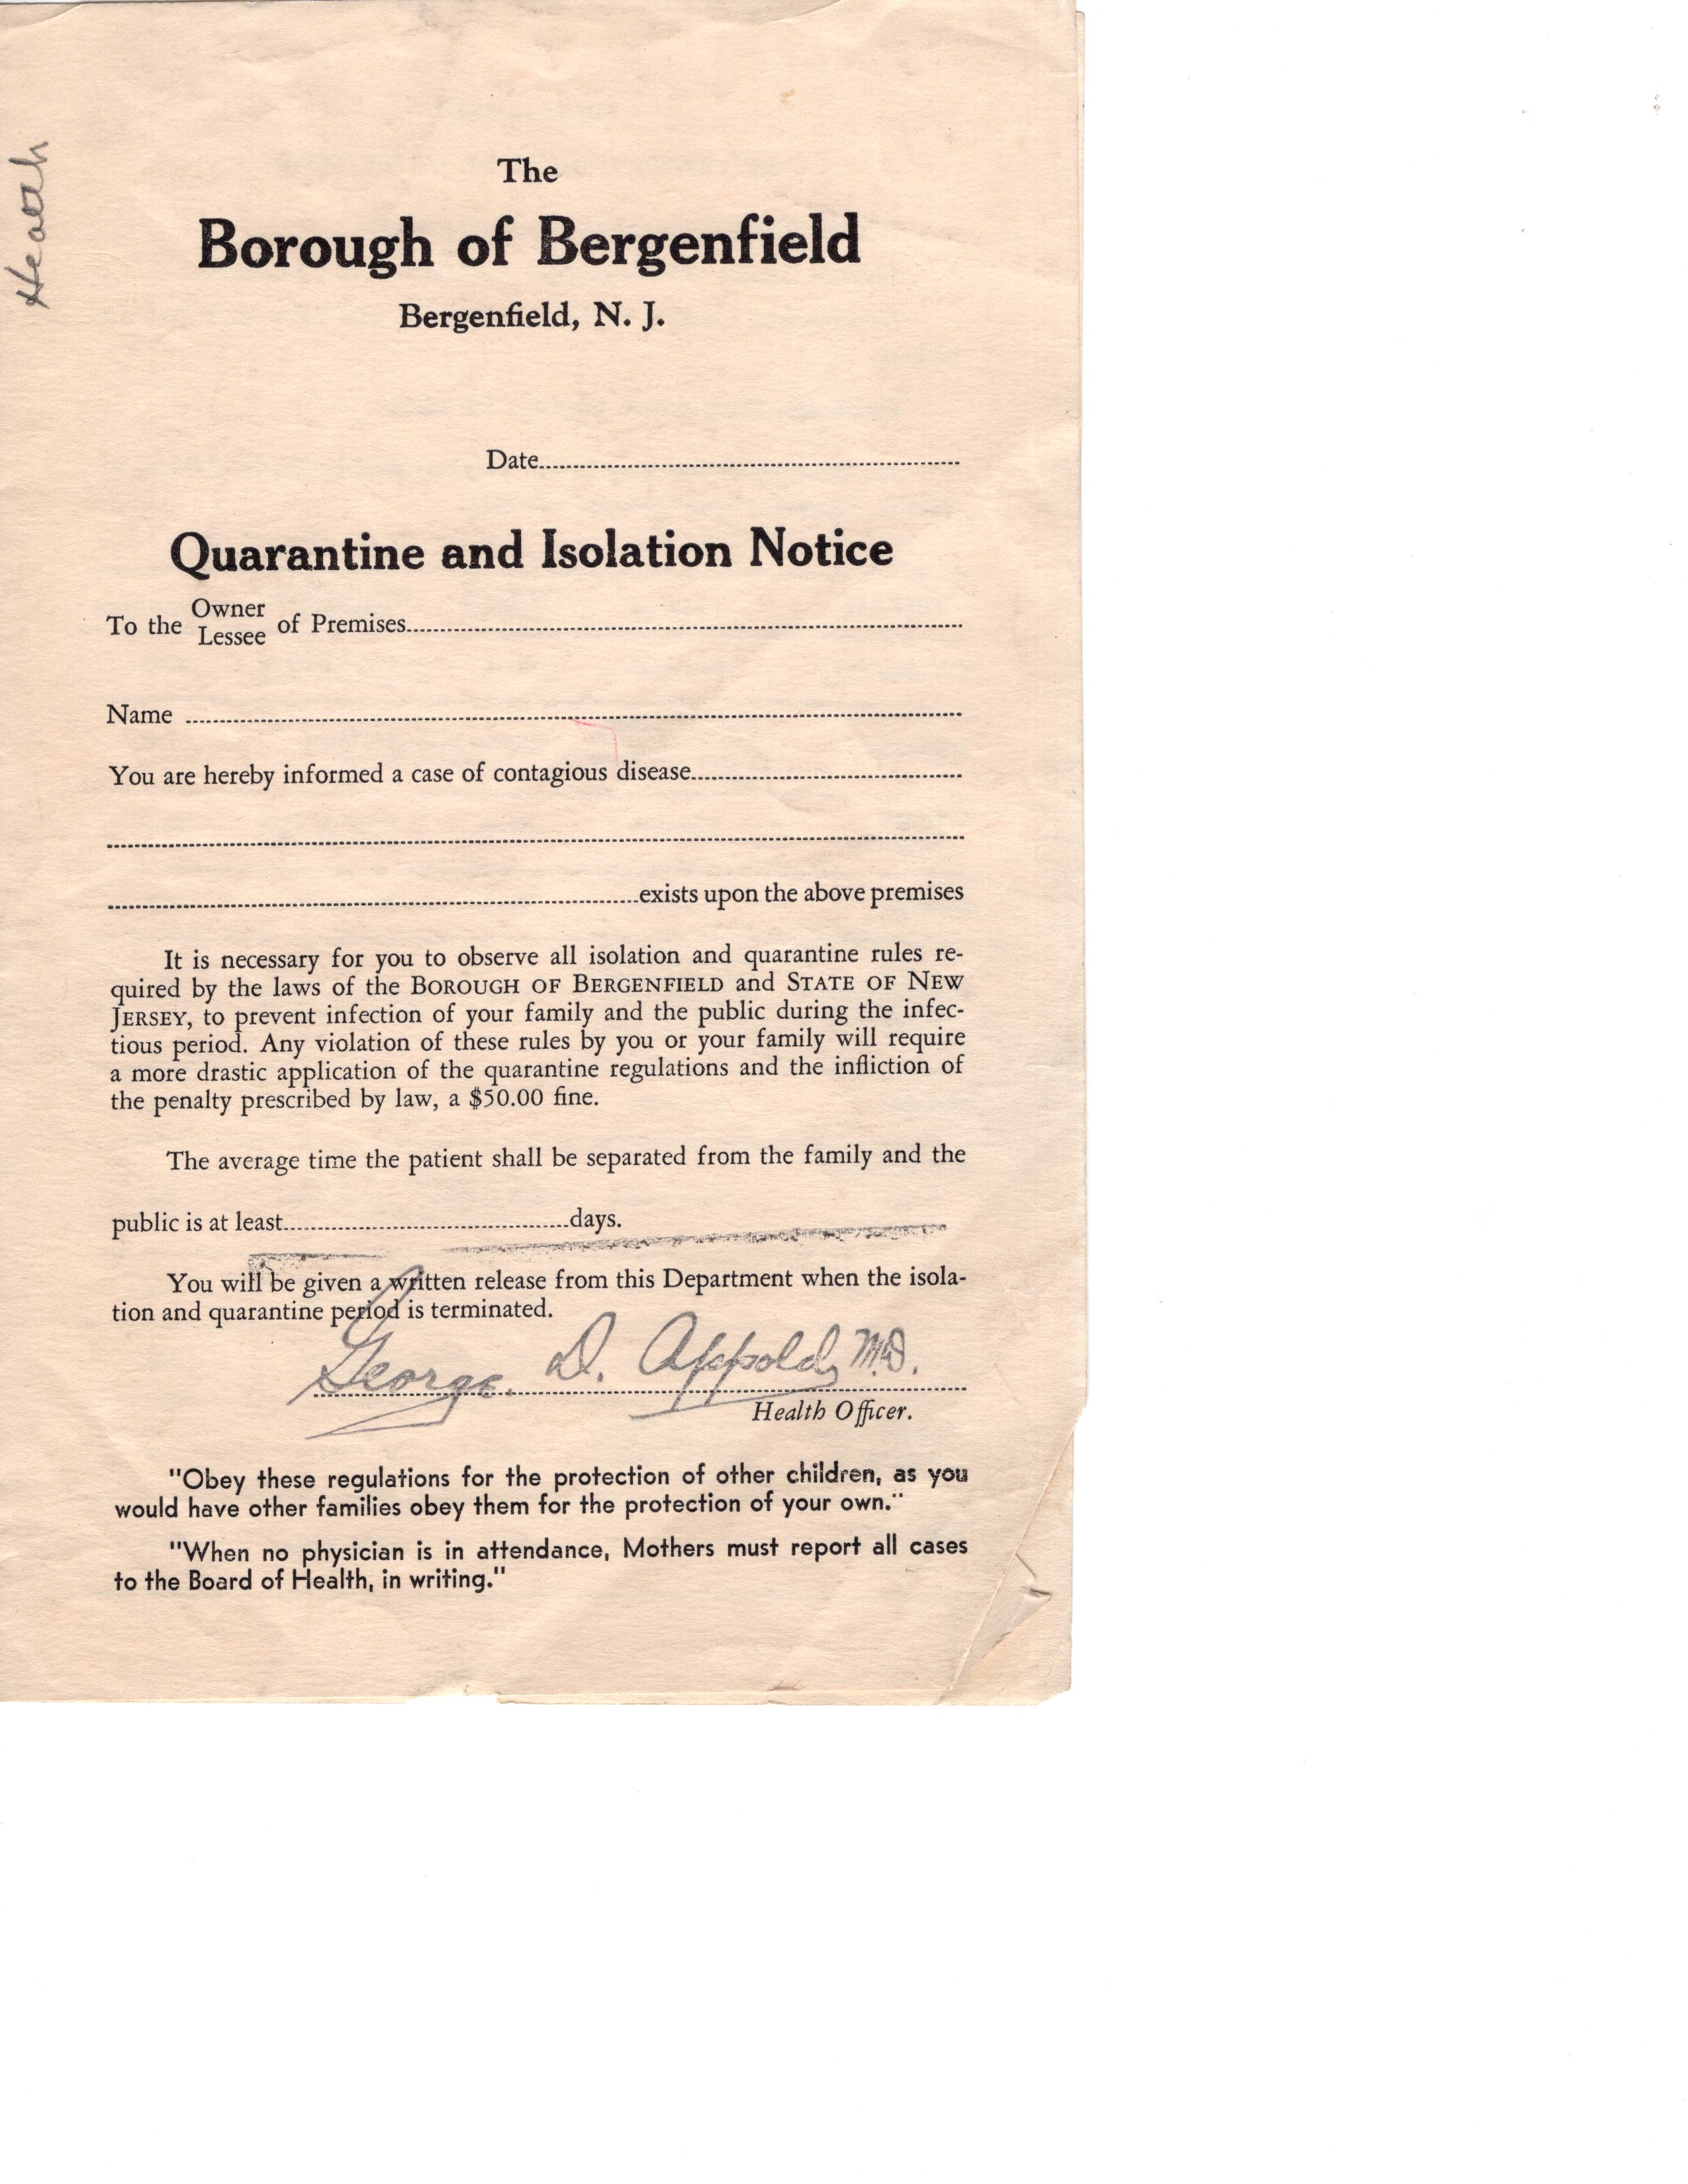 Heath
The
Borough of Bergenfield
Bergenfield, N. J.
Date
Quarantine and Isolation Notice
To the Owner Lessee of Premises
Name
You are hereby informed a case of contagious disease
exists upon the above premises
It is necessary for you to observe all isolation and quarantine rules re-
quired by the laws of the BOROUGH OF BERGENFIELD and STATE OF NEW
JERSEY, to prevent infection of your family and the public during the infec-
tious period. Any violation of these rules by you or your family will require
a more drastic application of the quarantine regulations and the infliction of
the penalty prescribed by law, a $50.00 fine.
The average time the patient shall be separated from the family and the
public is at least days.
You will be given a written release from this Department when the isola-
tion and quarantine period is terminated.
George. D. Appold, M.D.
Health Officer.
"Obey these regulations for the protection of other children, as you
would have other families obey them for the protection of your own."
"When no physician is in attendance, Mothers must report all cases
to the Board of Health, in writing."